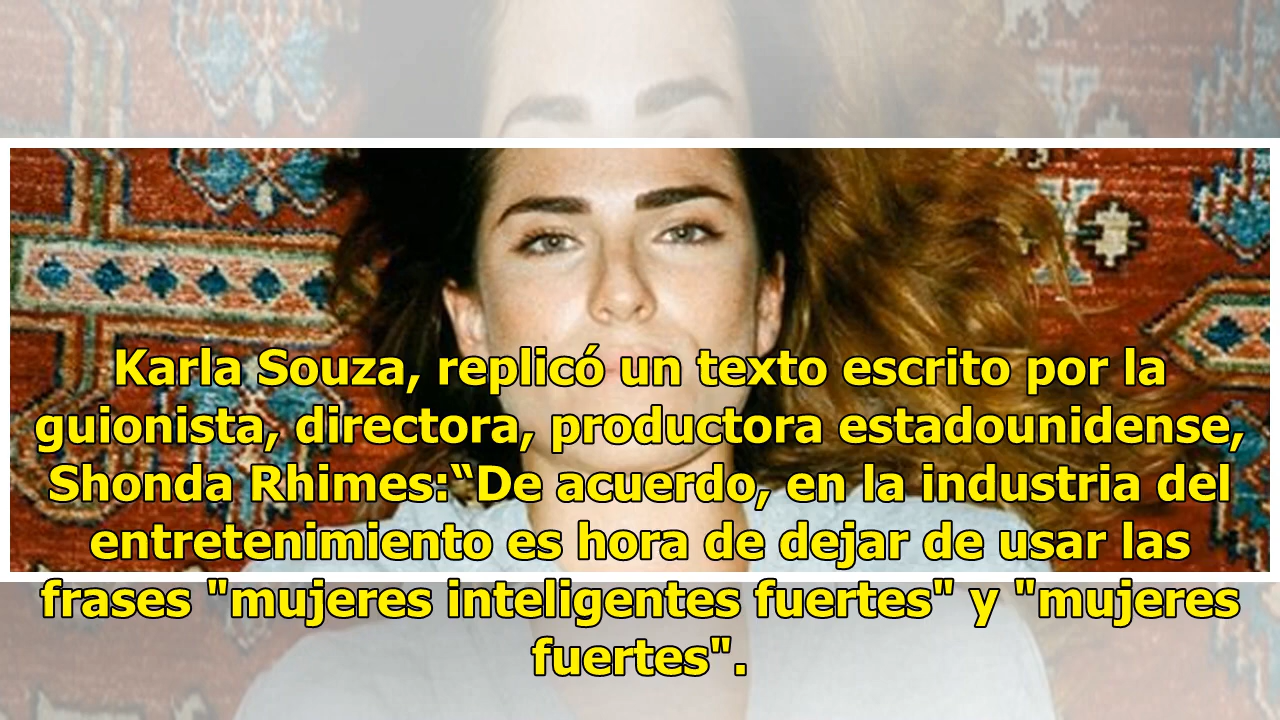 Karla Souza, replicó un texto escrito por la
guionista, directora, productora estadounidense,
Shonda Rhimes:“De acuerdo, en la industria del
entretenimiento es hora de dejar de usar las
frases "mujeres inteligentes fuertes" y "mujeres
fuertes".